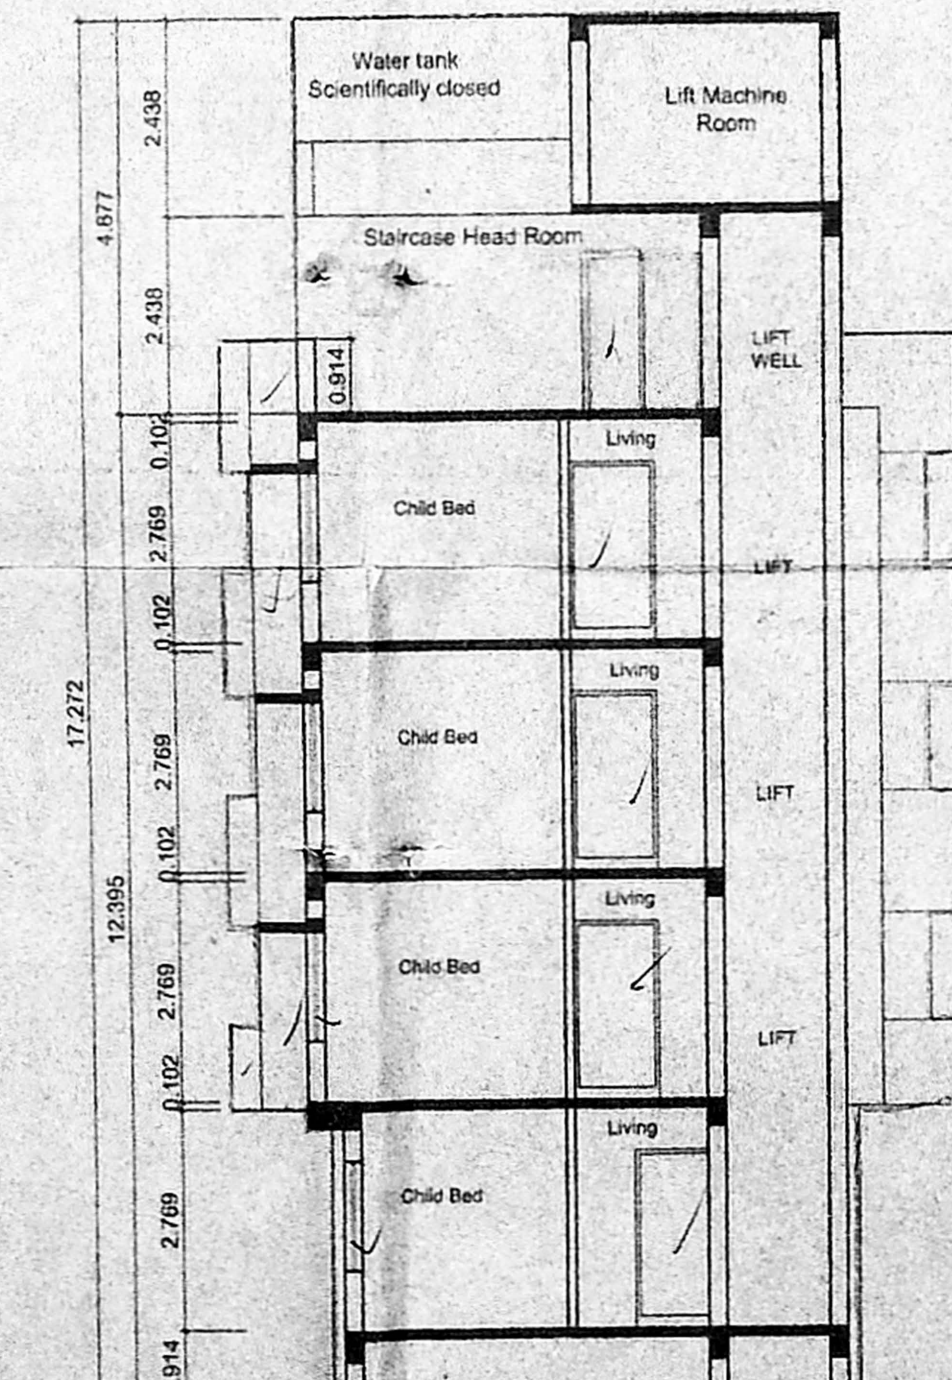 Water tank
Scientifically closed
Lift Machine
Room
2.438
4.877
Staircase Head Room
2.438
LIFT
WELL
0.914
0.102
Living
Child Bed
2.769
LIFT
0.102
Living
17.272
Child Bed
2.769
LIFT
0.102
Living
12.395
Child Bed
2.769
LIFT
0.102
Living
Child Bed
2.769
.914